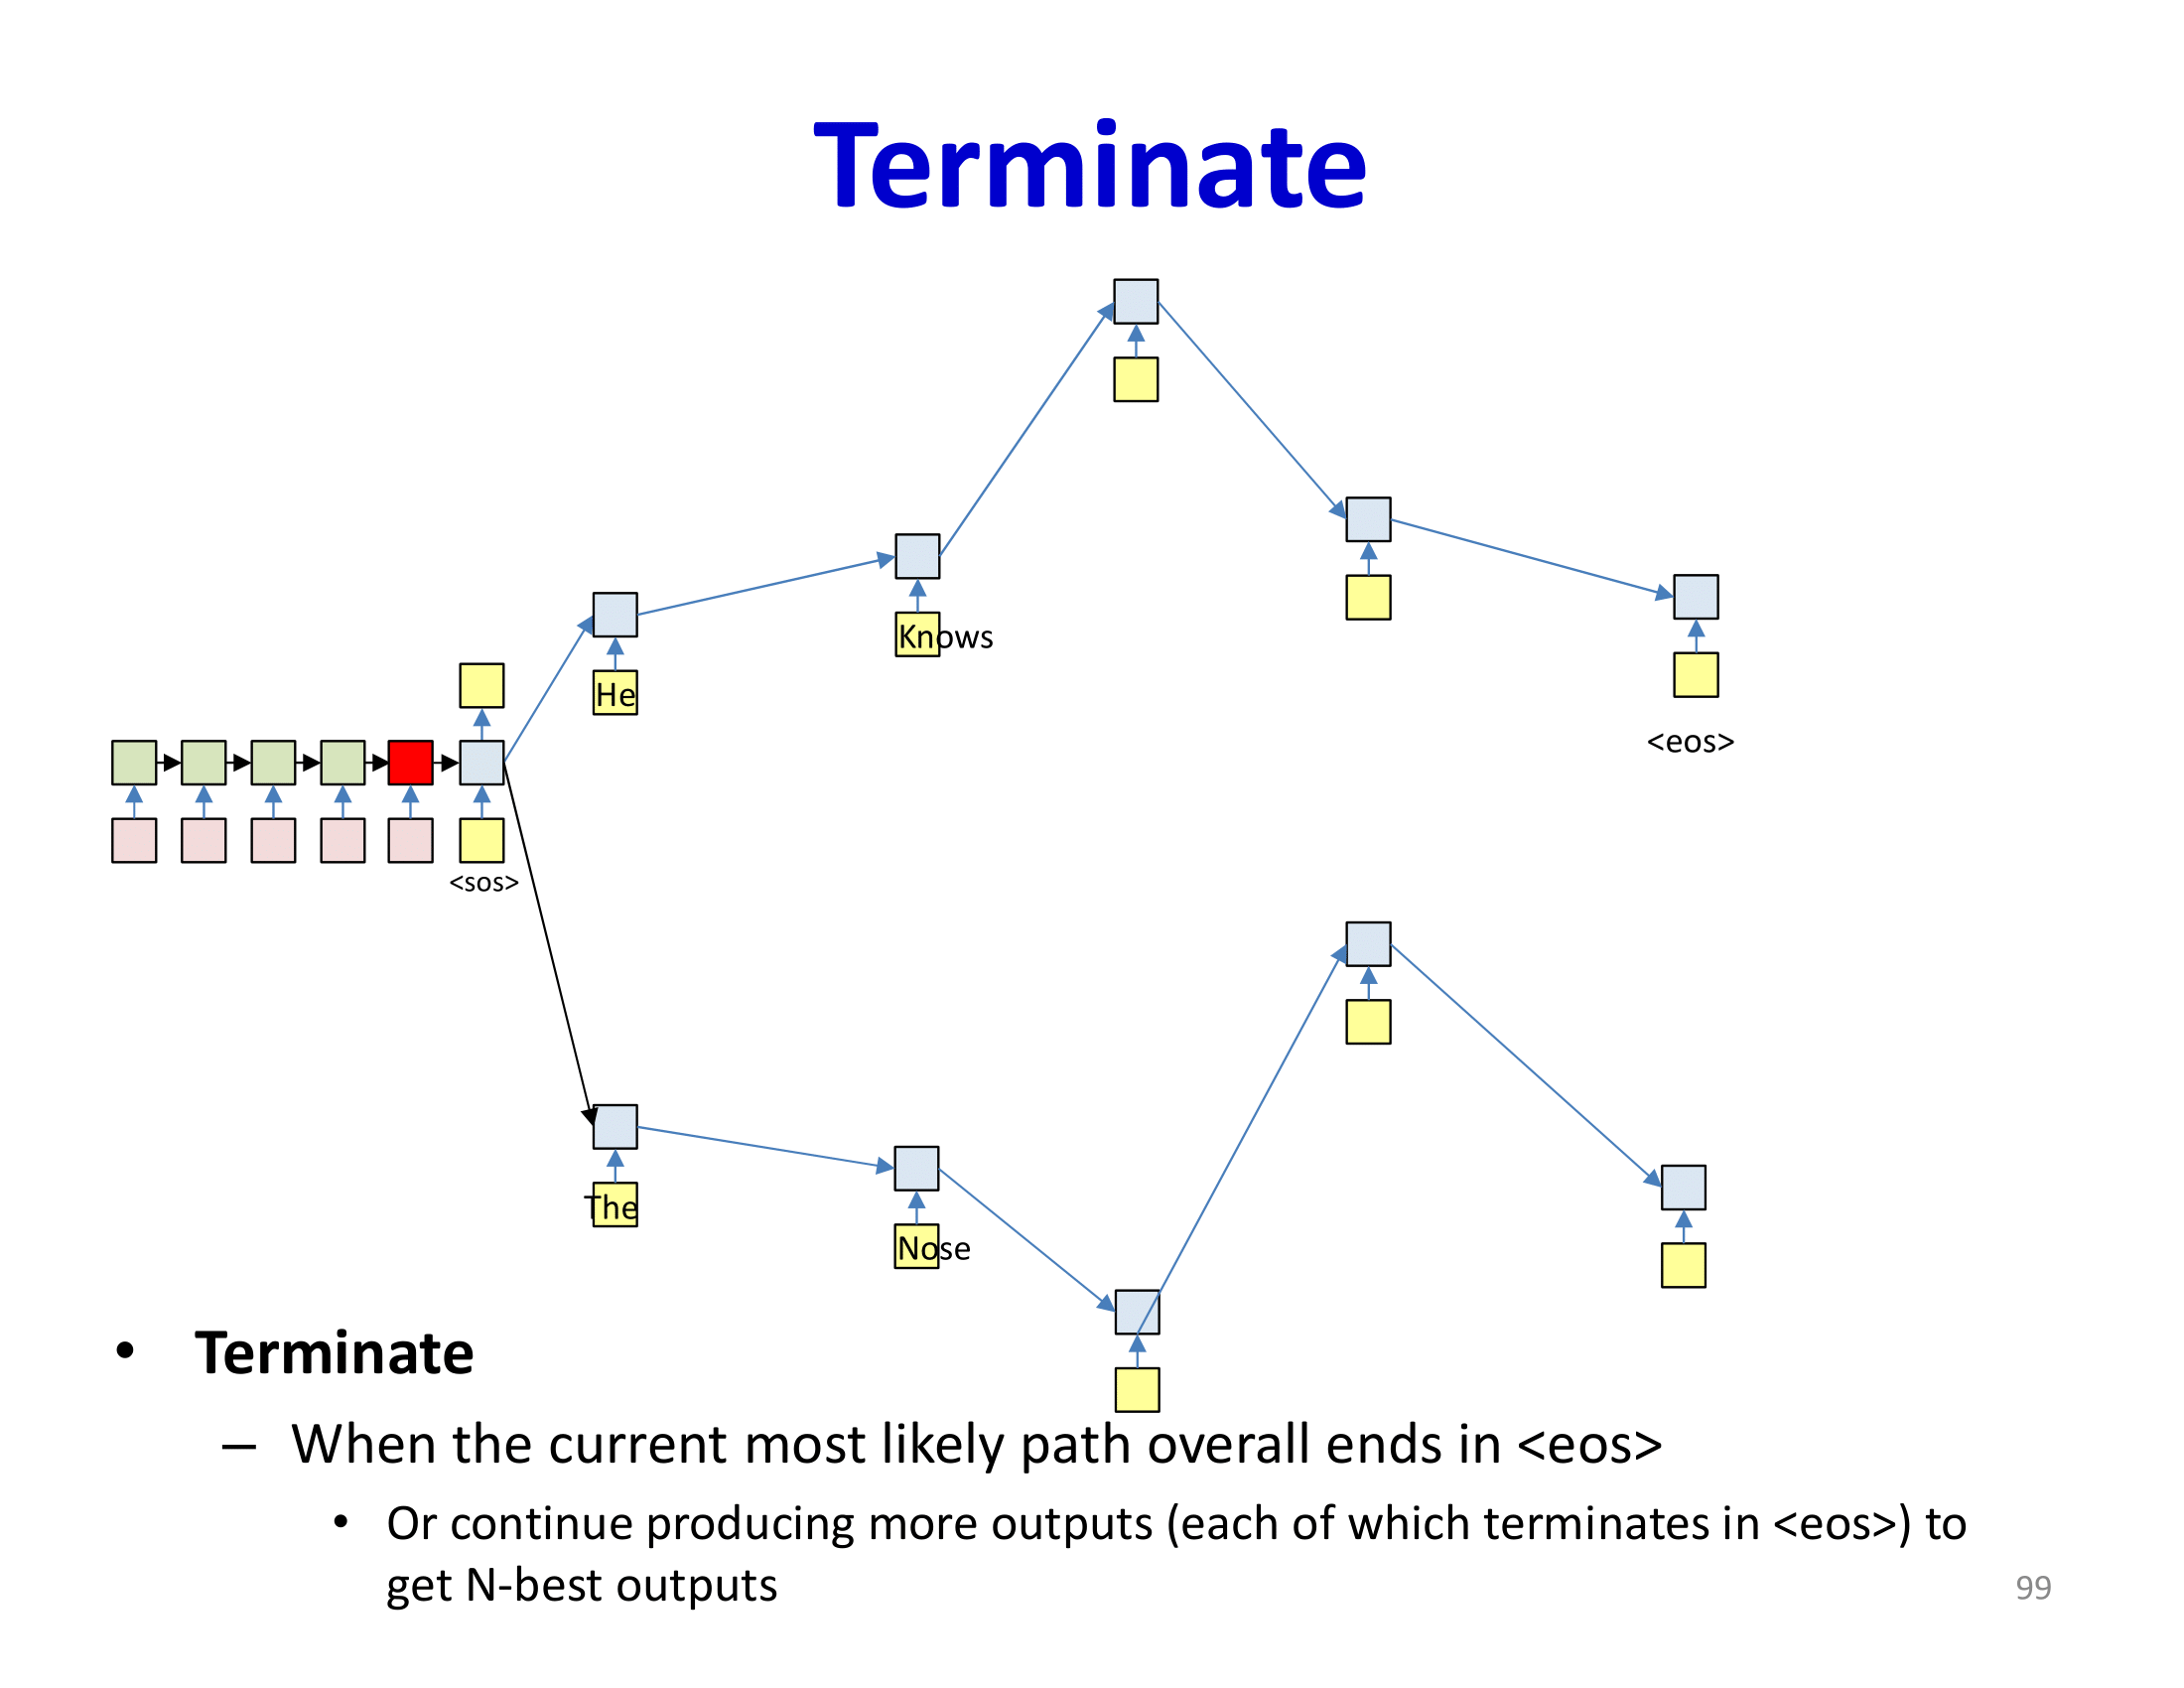 Terminate
Knows
He
<eos>
<sos>
The
Nose
• Terminate
– When the current most likely path overall ends in <eos>
• Or continue producing more outputs (each of which terminates in <eos>) to
get N-best outputs
99